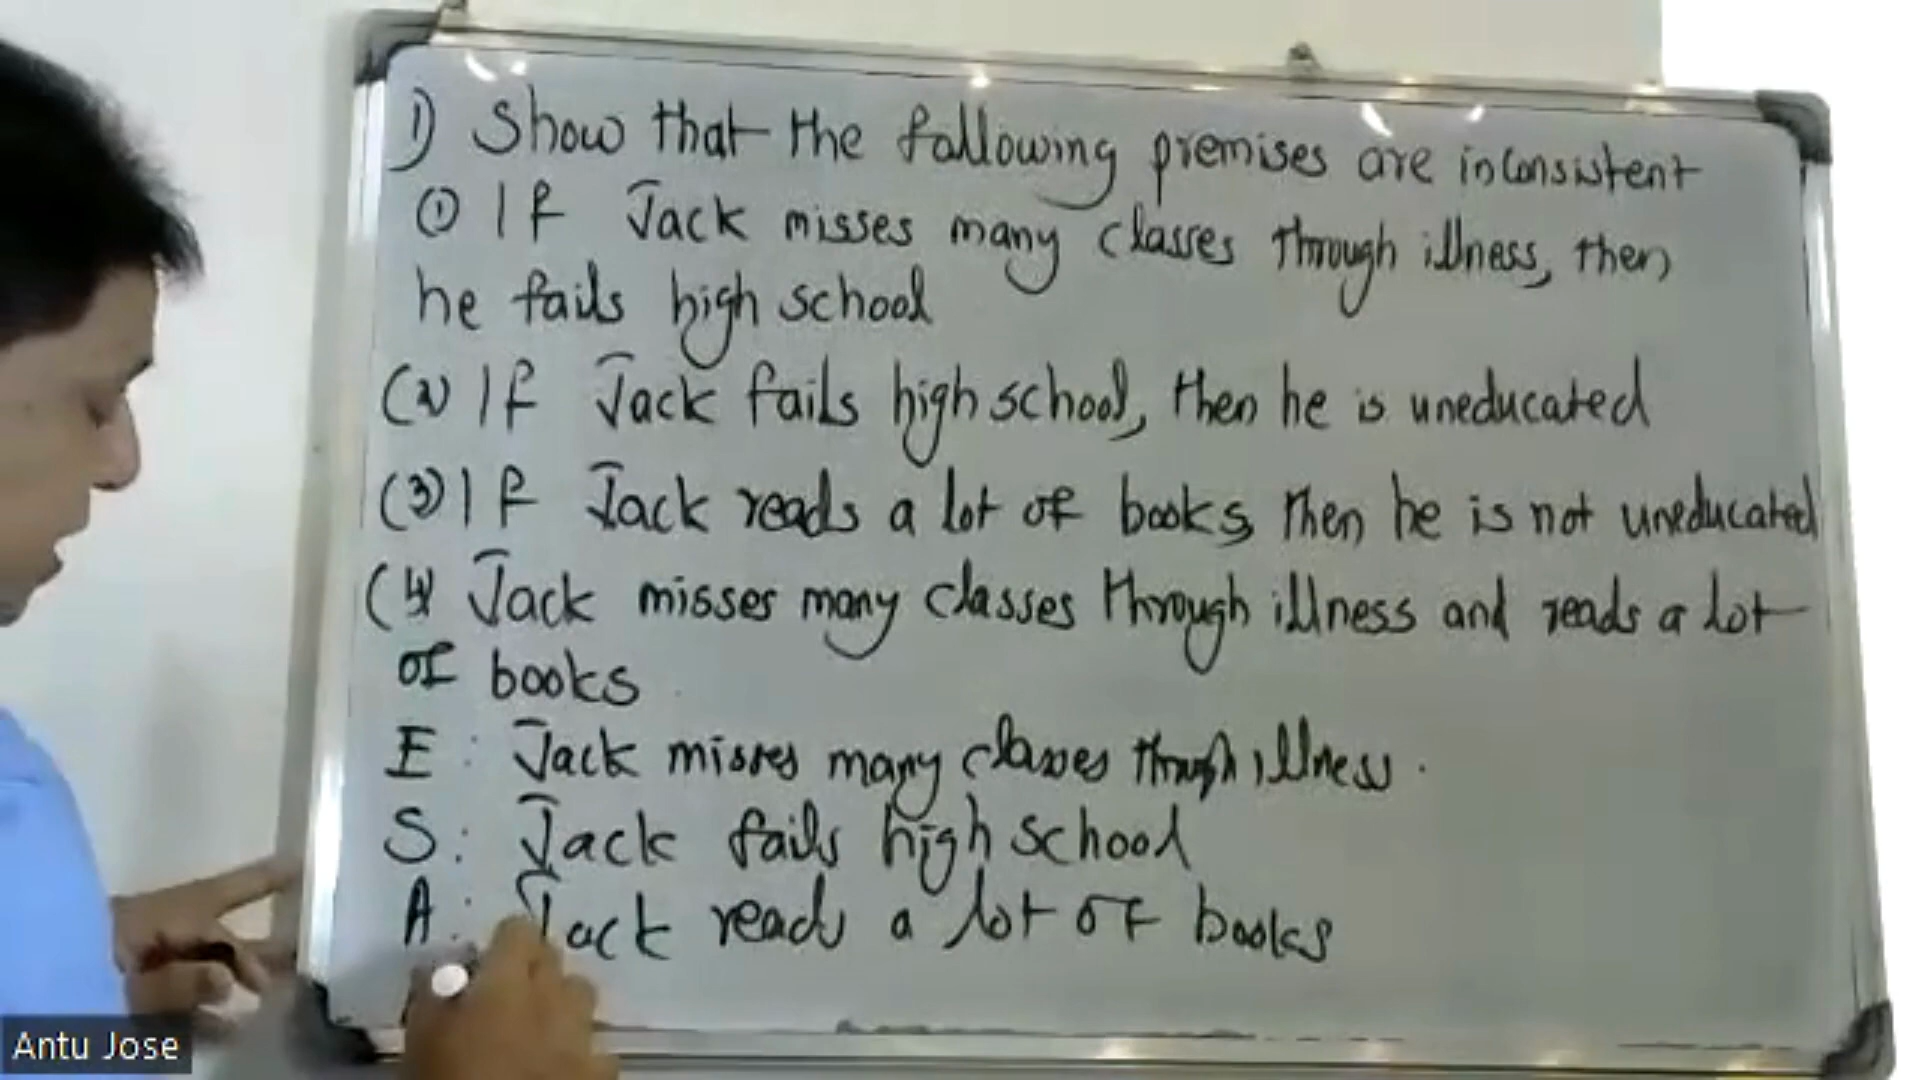 1) Show that the following premises are inconsistent
① If Jack misses many classes through illness, then
he fails high school
(2) If Jack fails high school, then he is uneducated
(3) If Jack reads a lot of books, then he is not uneducated
(4) Jack misses many classes through illness and reads a lot
of books
E : Jack misses many classes through illness.
S : Jack fails high school
A : Jack reads a lot of books
Antu Jose